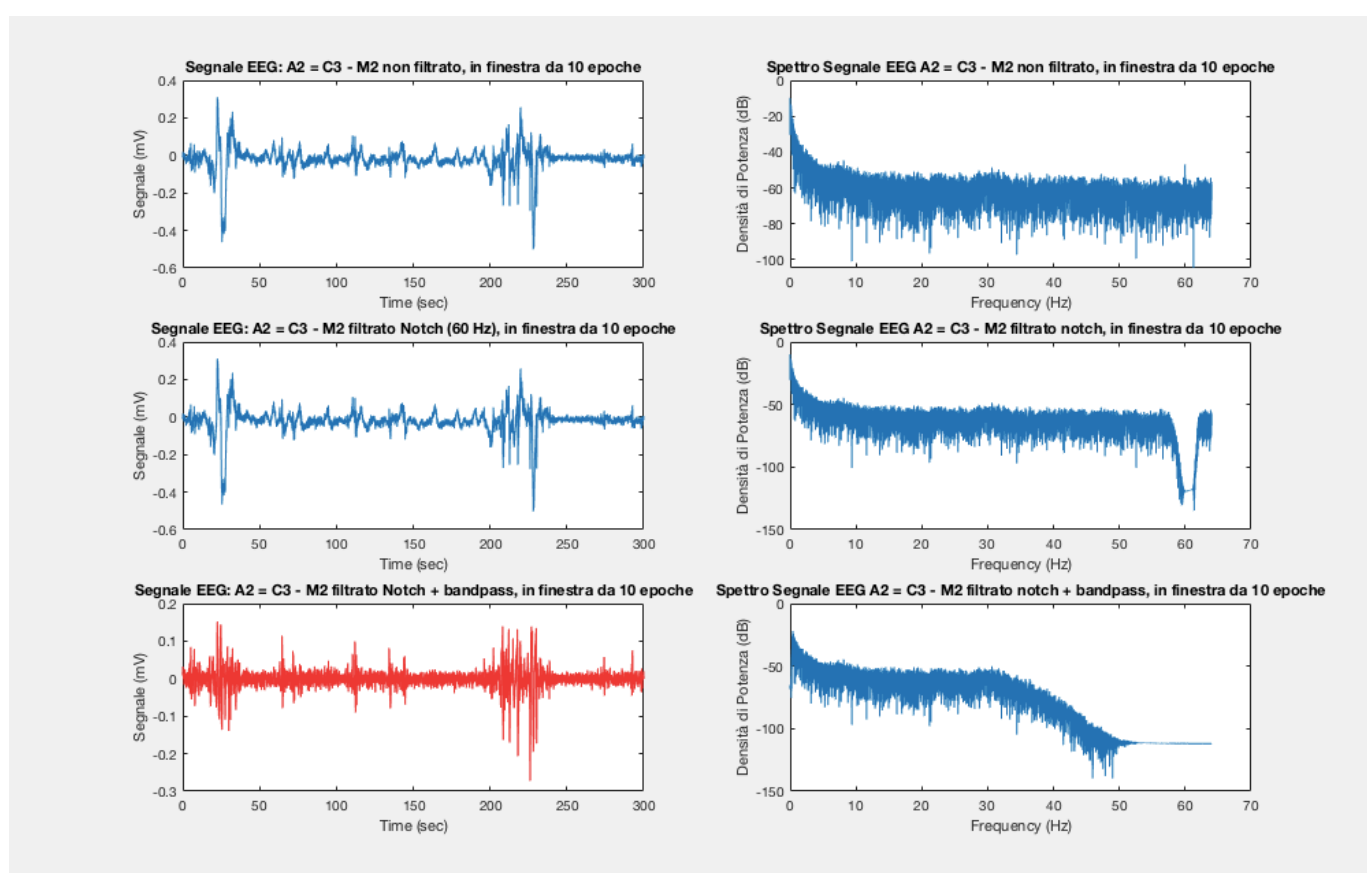 Segnale EEG: A2 = C3 - M2 non filtrato, in finestra da 10 epoche
Segnale (mV)
0.4
0.2
0
-0.2
-0.4
-0.6
0 50 100 150 200 250 300
Time (sec)
Spettro Segnale EEG A2 = C3 - M2 non filtrato, in finestra da 10 epoche
Densità di Potenza (dB)
0
-20
-40
-60
-80
-100
0 10 20 30 40 50 60 70
Frequency (Hz)
Segnale EEG: A2 = C3 - M2 filtrato Notch (60 Hz), in finestra da 10 epoche
Segnale (mV)
0.4
0.2
0
-0.2
-0.4
-0.6
0 50 100 150 200 250 300
Time (sec)
Spettro Segnale EEG A2 = C3 - M2 filtrato notch, in finestra da 10 epoche
Densità di Potenza (dB)
0
-50
-100
-150
0 10 20 30 40 50 60 70
Frequency (Hz)
Segnale EEG: A2 = C3 - M2 filtrato Notch + bandpass, in finestra da 10 epoche
Segnale (mV)
0.2
0.1
0
-0.1
-0.2
-0.3
0 50 100 150 200 250 300
Time (sec)
Spettro Segnale EEG A2 = C3 - M2 filtrato notch + bandpass, in finestra da 10 epoche
Densità di Potenza (dB)
0
-50
-100
-150
0 10 20 30 40 50 60 70
Frequency (Hz)